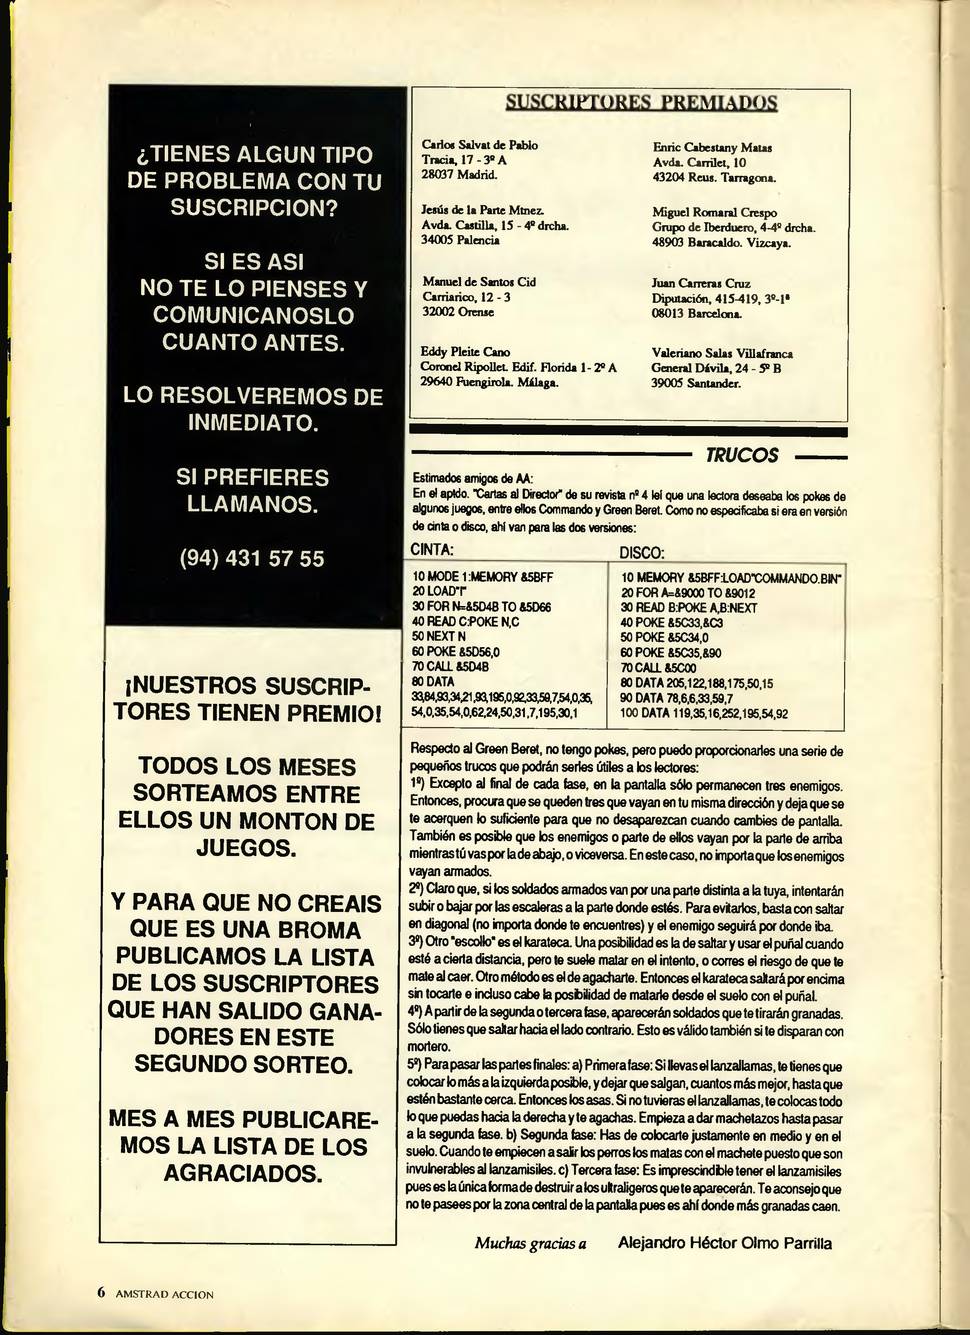 ¿TIENES ALGUN TIPO
DE PROBLEMA CON TU
SUSCRIPCION?
SI ES ASI
NO TE LO PIENSES Y
COMUNICANOSLO
CUANTO ANTES.
LO RESOLVEREMOS DE
INMEDIATO.
SI PREFIERES
LLAMANOS.
(94) 431 57 55
¡NUESTROS SUSCRIP-
TORES TIENEN PREMIO!
TODOS LOS MESES
SORTEAMOS ENTRE
ELLOS UN MONTON DE
JUEGOS.
Y PARA QUE NO CREAIS
QUE ES UNA BROMA
PUBLICAMOS LA LISTA
DE LOS SUSCRIPTORES
QUE HAN SALIDO GANA-
DORES EN ESTE
SEGUNDO SORTEO.
MES A MES PUBLICARE-
MOS LA LISTA DE LOS
AGRACIADOS.
SUSCRIPTORES PREMIADOS
Carlos Salvat de Pablo
Tracia, 17 - 3º A
28037 Madrid.
Jesús de la Parte Mtnez.
Avda. Castilla, 15 - 4º drcha.
34005 Palencia
Manuel de Santos Cid
Carriarico, 12 - 3
32002 Orense
Eddy Pleite Cano
Coronel Ripollet. Edif. Florida 1- 2º A
29640 Fuengirola. Málaga.
Enric Cabestany Matas
Avda. Carrilet, 10
43204 Reus. Tarragona.
Miguel Romaral Crespo
Grupo de Iberduero, 4-4º drcha.
48903 Baracaldo. Vizcaya.
Juan Carreras Cruz
Diputación, 415-419, 3º-1ª
08013 Barcelona.
Valeriano Salas Villafranca
General Dávila, 24 - 5º B
39005 Santander.
TRUCOS
Estimados amigos de AA:
En el aptdo. "Cartas al Director" de su revista nº 4 leí que una lectora deseaba los pokes de
algunos juegos, entre ellos Commando y Green Beret. Como no especificaba si era en versión
de cinta o disco, ahí van para las dos versiones:
CINTA:
10 MODE 1:MEMORY &5BFF
20 LOAD"!"
30 FOR N=&5D4B TO &5D66
40 READ C:POKE N,C
50 NEXT N
60 POKE &5D56,0
70 CALL &5D4B
80 DATA
33,84,93,34,21,93,195,0,92,33,59,7,54,0,35,
54,0,35,54,0,62,24,50,31,7,195,30,1
DISCO:
10 MEMORY &5BFF:LOAD"COMMANDO.BIN"
20 FOR A=&9000 TO &9012
30 READ B:POKE A,B:NEXT
40 POKE &5C33,&C3
50 POKE &5C34,0
60 POKE &5C35,&90
70 CALL &5C00
80 DATA 205,122,188,175,50,15
90 DATA 78,6,6,33,59,7
100 DATA 119,35,16,252,195,54,92
Respecto al Green Beret, no tengo pokes, pero puedo proporcionarles una serie de
pequeños trucos que podrán serles útiles a los lectores:
1º) Excepto al final de cada fase, en la pantalla sólo permanecen tres enemigos.
Entonces, procura que se queden tres que vayan en tu misma dirección y deja que se
te acerquen lo suficiente para que no desaparezcan cuando cambies de pantalla.
También es posible que los enemigos o parte de ellos vayan por la parte de arriba
mientras tú vas por la de abajo, o viceversa. En este caso, no importa que los enemigos
vayan armados.
2º) Claro que, si los soldados armados van por una parte distinta a la tuya, intentarán
subir o bajar por las escaleras a la parte donde estés. Para evitarlos, basta con saltar
en diagonal (no importa donde te encuentres) y el enemigo seguirá por donde iba.
3º) Otro "escollo" es el karateca. Una posibilidad es la de saltar y usar el puñal cuando
esté a cierta distancia, pero te suele matar en el intento, o corres el riesgo de que te
mate al caer. Otro método es el de agacharte. Entonces el karateca saltará por encima
sin tocarte e incluso cabe la posibilidad de matarle desde el suelo con el puñal.
4º) A partir de la segunda o tercera fase, aparecerán soldados que te tirarán granadas.
Sólo tienes que saltar hacia el lado contrario. Esto es válido también si te disparan con
mortero.
5º) Para pasar las partes finales: a) Primera fase: Si llevas el lanzallamas, te tienes que
colocar lo más a la izquierda posible, y dejar que salgan, cuantos más mejor, hasta que
estén bastante cerca. Entonces los asas. Si no tuvieras el lanzallamas, te colocas todo
lo que puedas hacia la derecha y te agachas. Empieza a dar machetazos hasta pasar
a la segunda fase. b) Segunda fase: Has de colocarte justamente en medio y en el
suelo. Cuando te empiecen a salir los perros los matas con el machete puesto que son
invulnerables al lanzamisiles. c) Tercera fase: Es imprescindible tener el lanzamisiles
pues es la única forma de destruir a los ultraligeros que te aparecerán. Te aconsejo que
no te pasees por la zona central de la pantalla pues es ahí donde más granadas caen.
Muchas gracias a Alejandro Héctor Olmo Parrilla
6 AMSTRAD ACCION